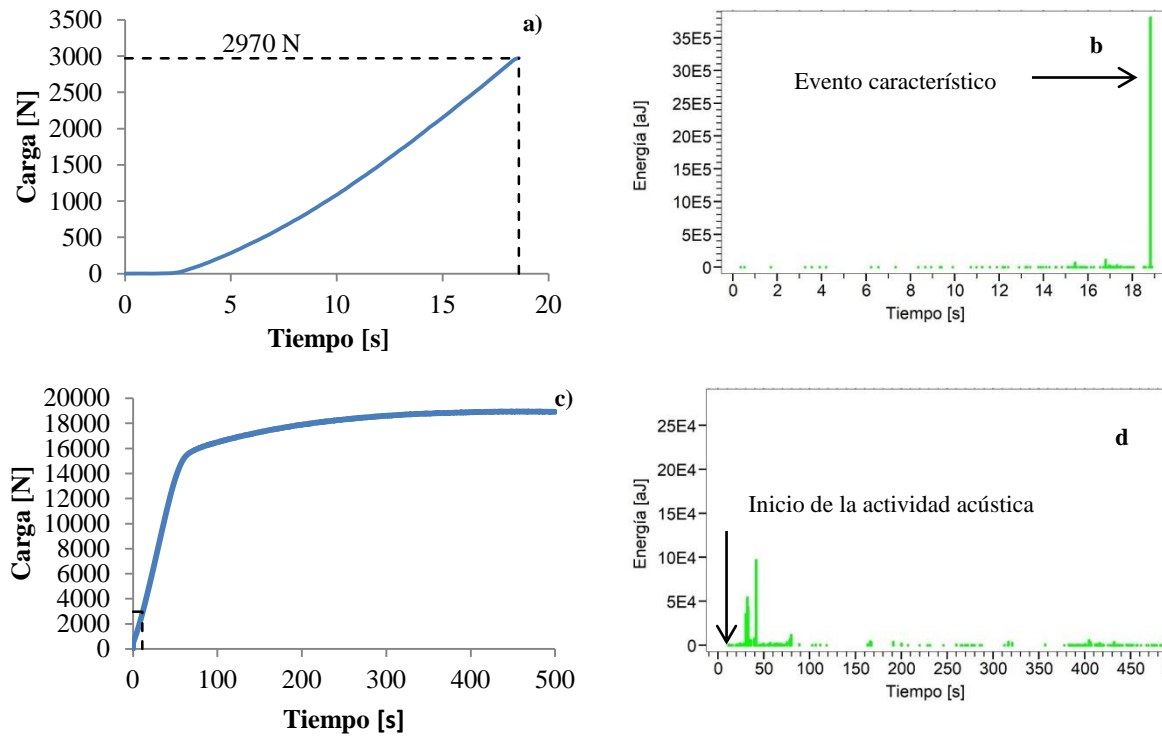 a)
2970 N
Carga [N]
3500
3000
2500
2000
1500
1000
500
0
0 5 10 15 20
Tiempo [s]
b
Evento característico
Energía [aJ]
35E5
30E5
25E5
20E5
15E5
10E5
5E5
0
0 2 4 6 8 10 12 14 16 18
Tiempo [s]
c)
Carga [N]
20000
18000
16000
14000
12000
10000
8000
6000
4000
2000
0
0 100 200 300 400 500
Tiempo [s]
d
Inicio de la actividad acústica
Energía [aJ]
25E4
20E4
15E4
10E4
5E4
0
0 50 100 150 200 250 300 350 400 450
Tiempo [s]